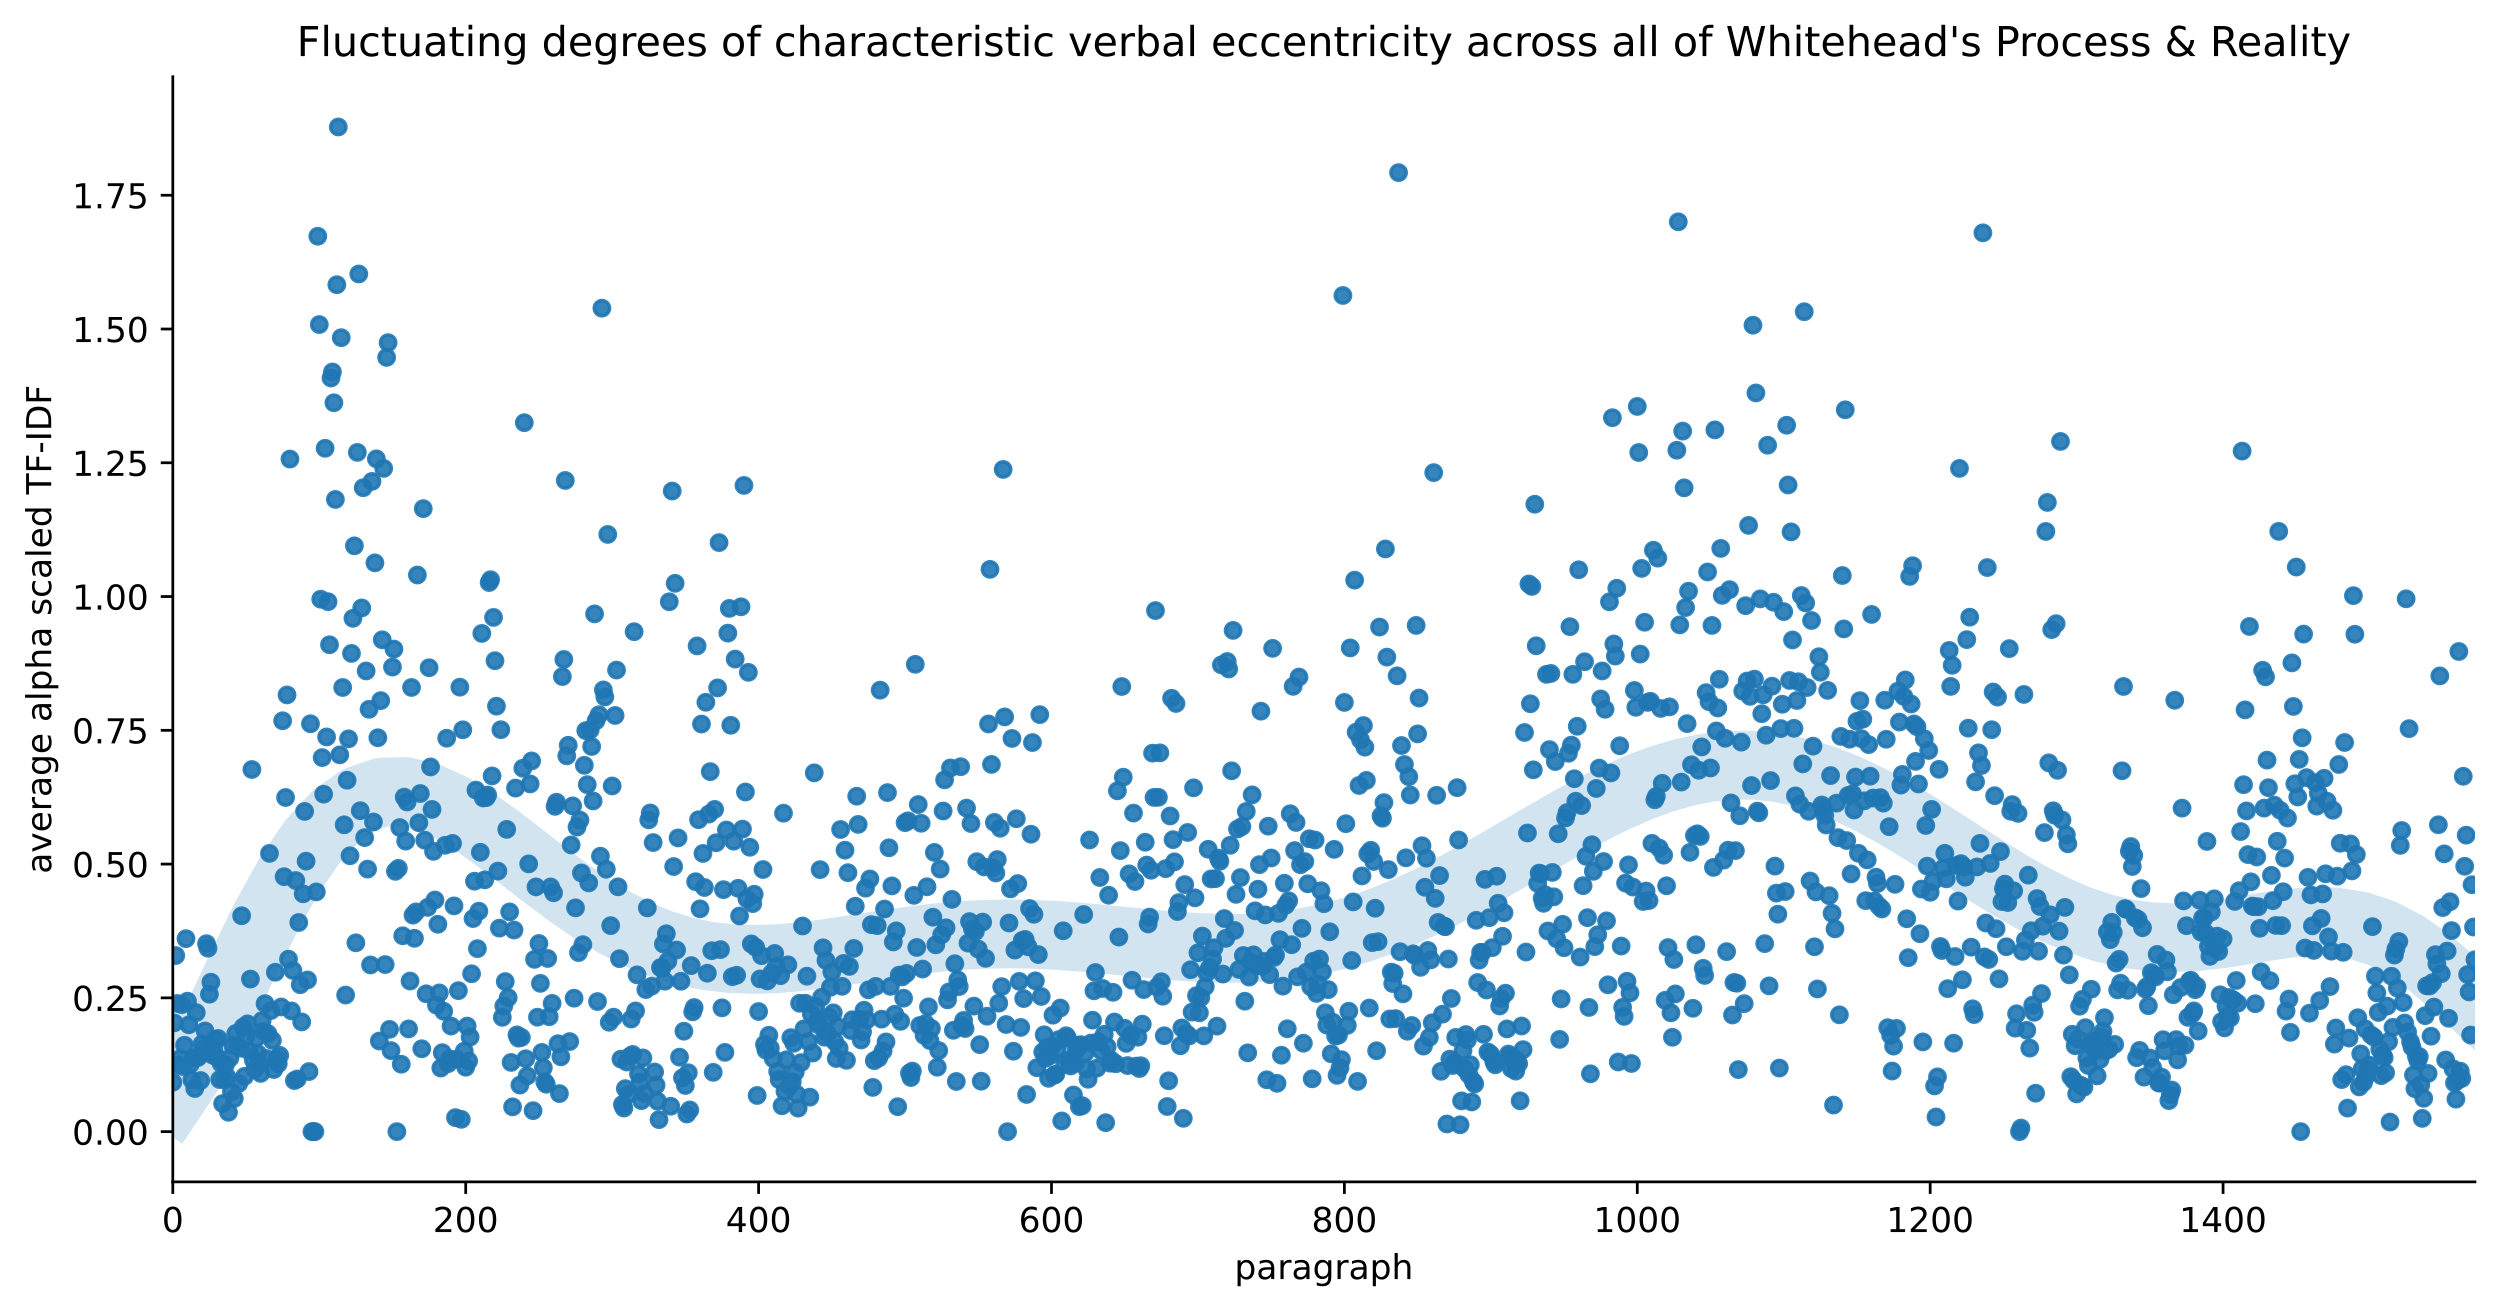 Fluctuating degrees of characteristic verbal eccentricity across all of Whitehead's Process & Reality
average alpha scaled TF-IDF
1.75
1.50
1.25
1.00
0.75
0.50
0.25
0.00
0 200 400 600 800 1000 1200 1400
paragraph